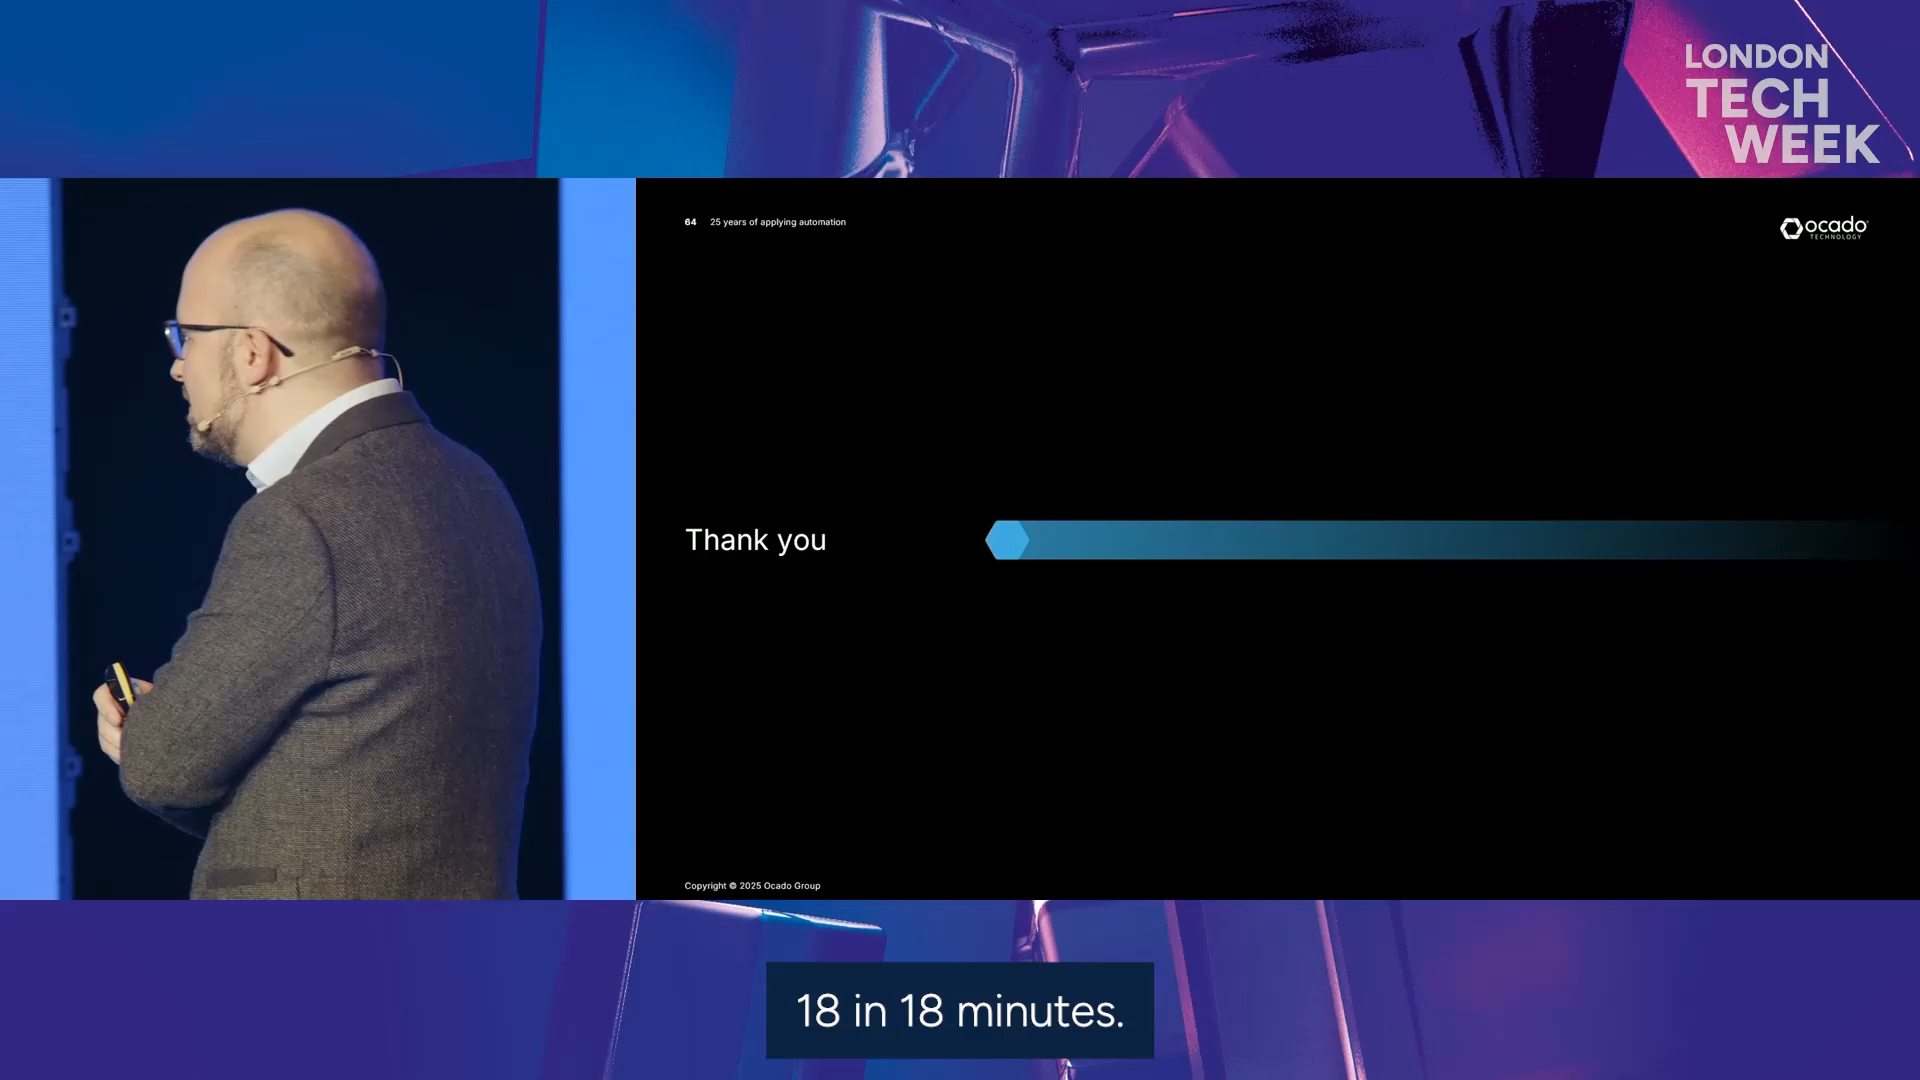 LONDON
TECH
WEEK
64 25 years of applying automation
ocado
TECHNOLOGY
Thank you
Copyright © 2025 Ocado Group
18 in 18 minutes.